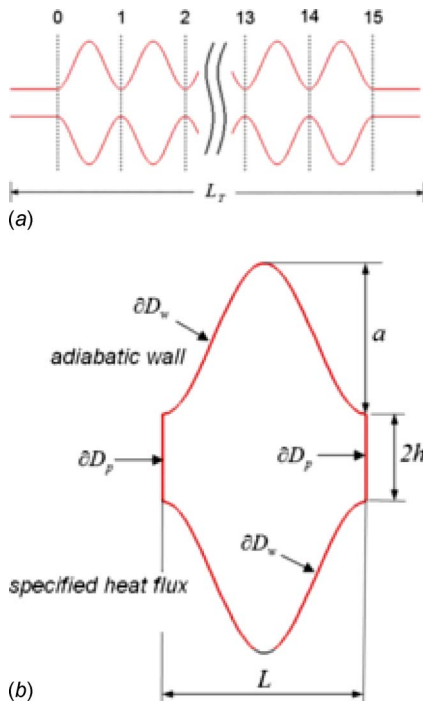 0 1 2 13 14 15
L_T
(a)
∂D_w
adiabatic wall
a
∂D_p
∂D_p
2h
∂D_w
specified heat flux
L
(b)